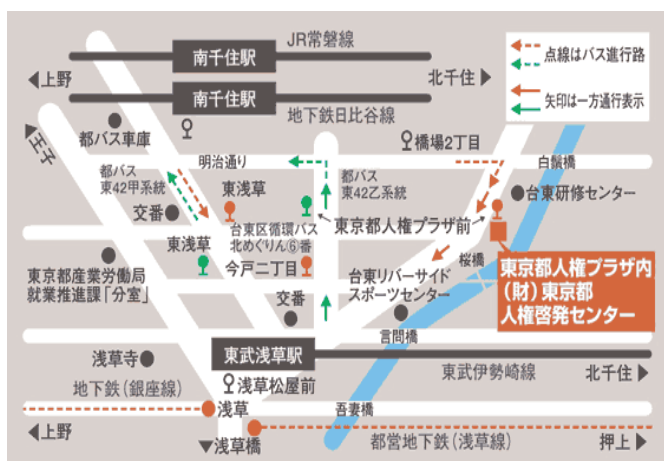 JR常磐線
南千住駅
◀上野
北千住▶
南千住駅
地下鉄日比谷線
点線はバス進行路
矢印は一方通行表示
◀王子
都バス車庫
明治通り
橋場2丁目
白鬚橋
都バス
東42甲系統
都バス
東42乙系統
東浅草
台東研修センター
交番
台東区循環バス
北めぐりん⑥番
東京都人権プラザ前
東浅草
今戸二丁目
桜橋
東京都産業労働局
就業推進課「分室」
台東リバーサイド
スポーツセンター
東京都人権プラザ内
(財)東京都
人権啓発センター
交番
言問橋
浅草寺
東武浅草駅
東武伊勢崎線
北千住▶
浅草松屋前
地下鉄(銀座線)
浅草
吾妻橋
◀上野
▼浅草橋
都営地下鉄(浅草線)
押上▶